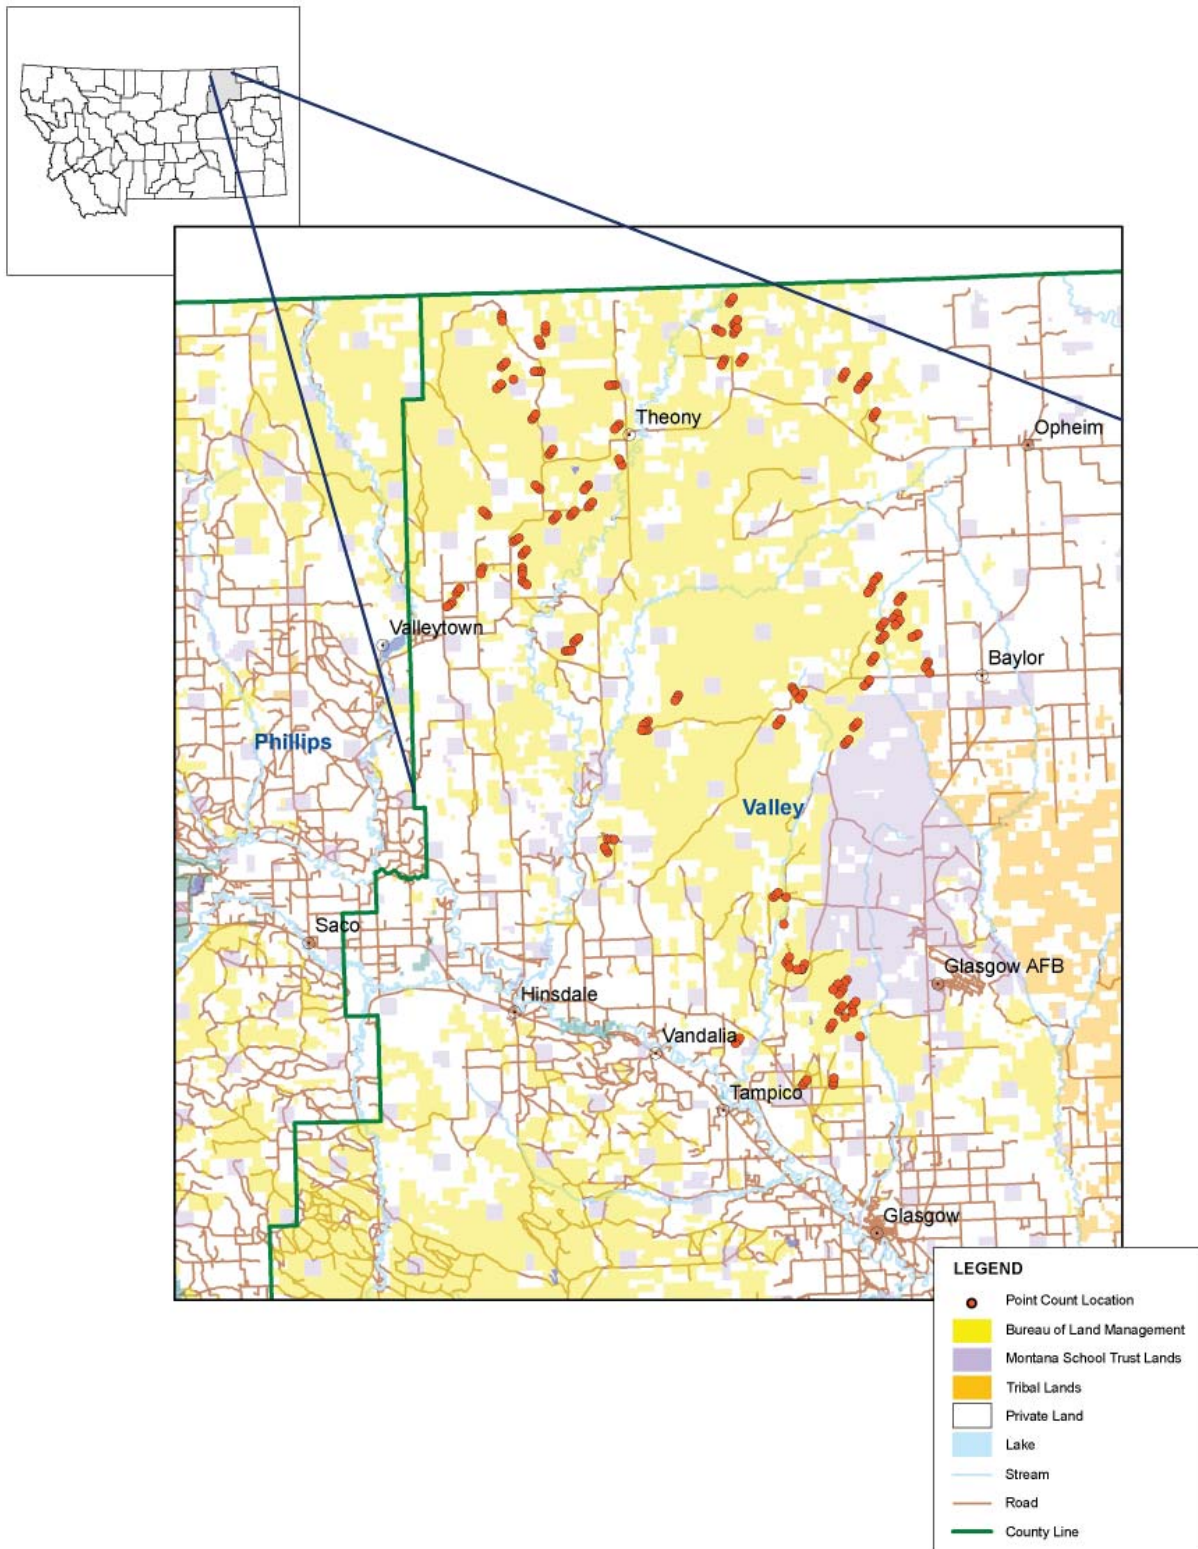 Theony
Opheim
Valleytown
Baylor
Phillips
Valley
Saco
Glasgow AFB
Hinsdale
Vandalia
Tampico
Glasgow
LEGEND
Point Count Location
Bureau of Land Management
Montana School Trust Lands
Tribal Lands
Private Land
Lake
Stream
Road
County Line